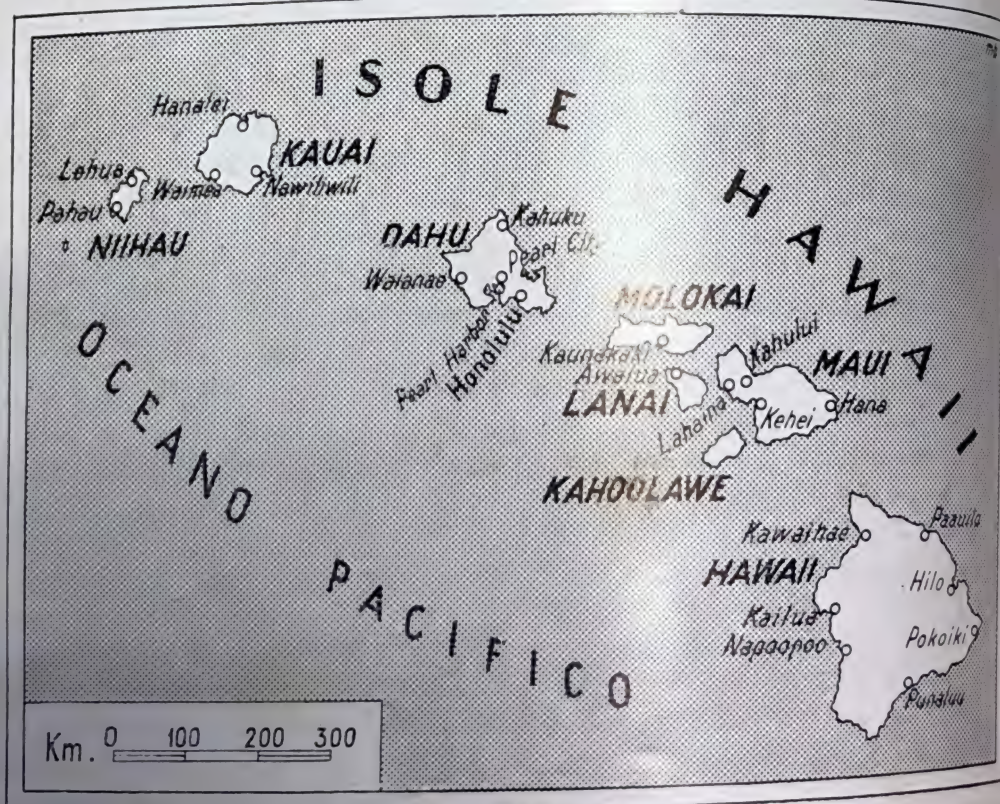 ISOLE HAWAII
Hanalei
KAUAI
Lehua
Waimea
Nawiliwili
Pahau
NIIHAU
OAHU
Kahuku
Pearl City
Waianae
Pearl Harbor
Honolului
MOLOKAI
Kaunakaki
Kahului
MAUI
Awalua
LANAI
Lahaina
Kehei
Hana
KAHOOLAWE
OCEANO
PACIFICO
Kawaihae
Paauilo
HAWAII
Hilo
Kailua
Napoopoo
Pokoiki
Punaluu
Km. 0 100 200 300